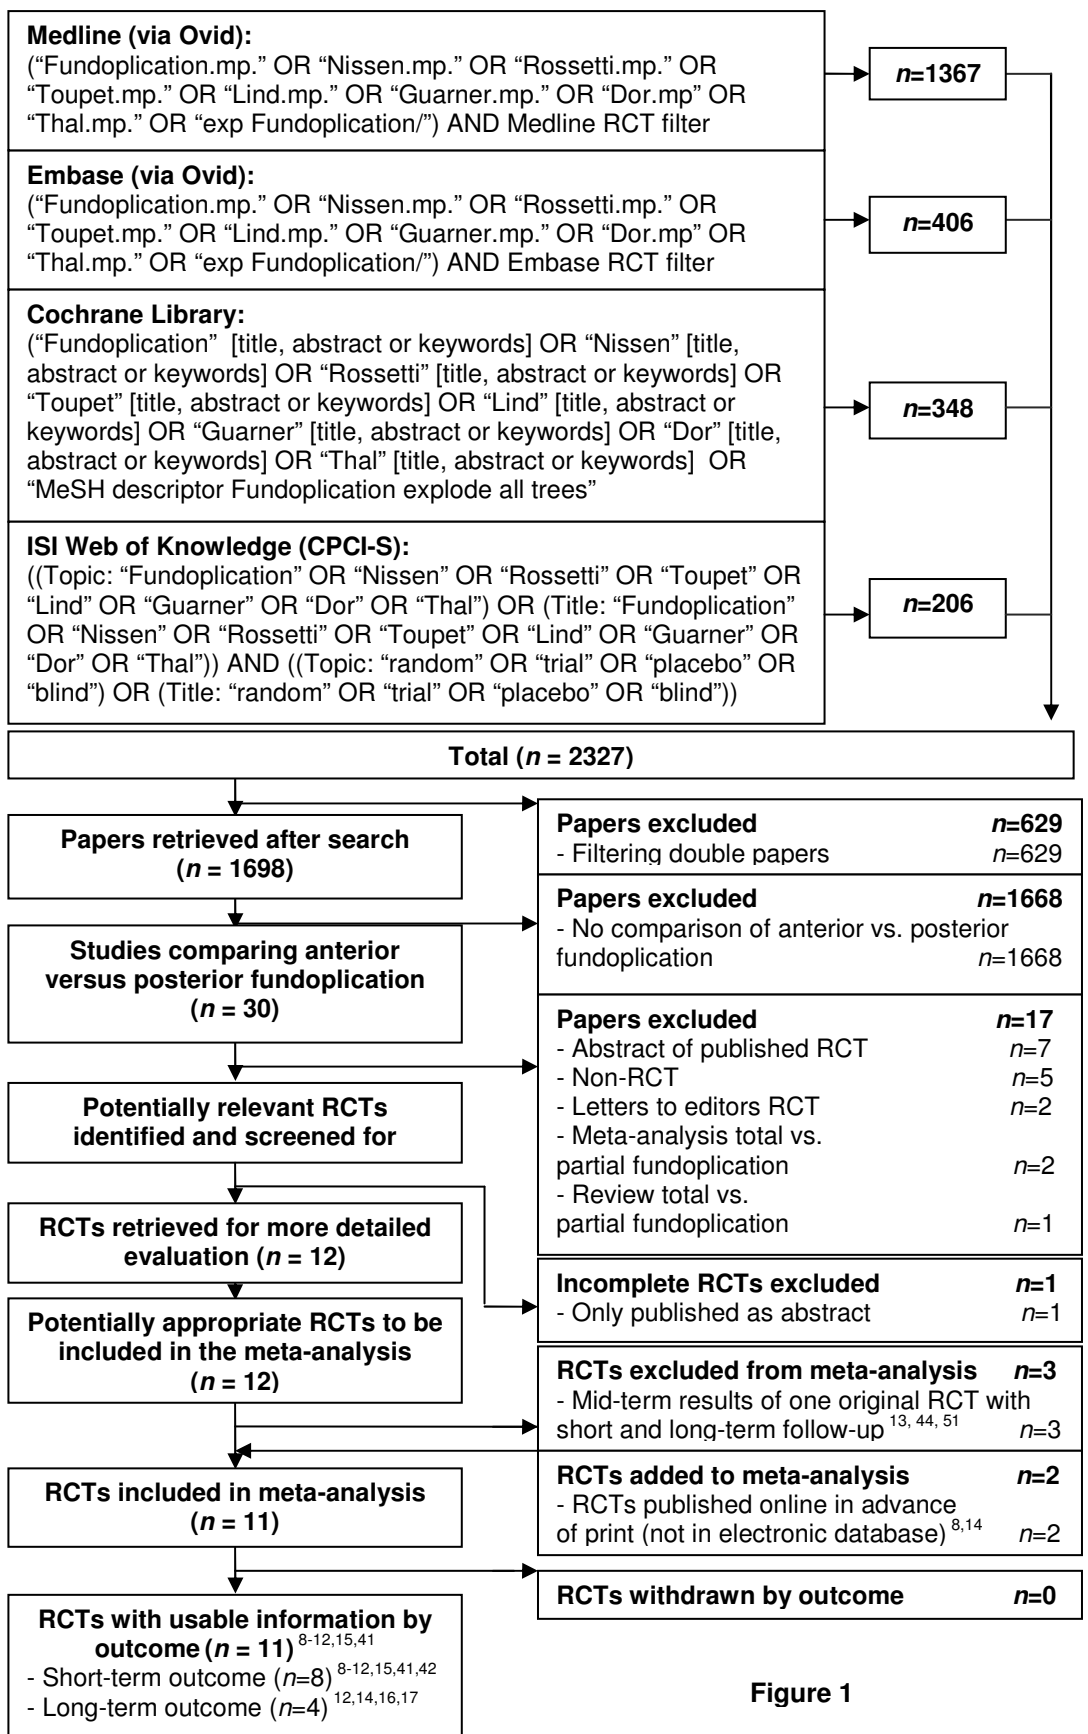 Medline (via Ovid):
(“Fundoplication.mp.” OR “Nissen.mp.” OR “Rossetti.mp.” OR
“Toupet.mp.” OR “Lind.mp.” OR “Guarner.mp.” OR “Dor.mp” OR
“Thal.mp.” OR “exp Fundoplication/”) AND Medline RCT filter
n=1367
Embase (via Ovid):
(“Fundoplication.mp.” OR “Nissen.mp.” OR “Rossetti.mp.” OR
“Toupet.mp.” OR “Lind.mp.” OR “Guarner.mp.” OR “Dor.mp” OR
“Thal.mp.” OR “exp Fundoplication/”) AND Embase RCT filter
n=406
Cochrane Library:
(“Fundoplication” [title, abstract or keywords] OR “Nissen” [title,
abstract or keywords] OR “Rossetti” [title, abstract or keywords] OR
“Toupet” [title, abstract or keywords] OR “Lind” [title, abstract or
keywords] OR “Guarner” [title, abstract or keywords] OR “Dor” [title,
abstract or keywords] OR “Thal” [title, abstract or keywords] OR
“MeSH descriptor Fundoplication explode all trees”
n=348
ISI Web of Knowledge (CPCI-S):
((Topic: “Fundoplication” OR “Nissen” OR “Rossetti” OR “Toupet” OR
“Lind” OR “Guarner” OR “Dor” OR “Thal”) OR (Title: “Fundoplication”
OR “Nissen” OR “Rossetti” OR “Toupet” OR “Lind” OR “Guarner” OR
“Dor” OR “Thal”)) AND ((Topic: “random” OR “trial” OR “placebo” OR
“blind”) OR (Title: “random” OR “trial” OR “placebo” OR “blind”))
n=206
Total (n = 2327)
Papers retrieved after search
(n = 1698)
Papers excluded n=629
- Filtering double papers n=629
Studies comparing anterior
versus posterior fundoplication
(n = 30)
Papers excluded n=1668
- No comparison of anterior vs. posterior
fundoplication n=1668
Papers excluded n=17
- Abstract of published RCT n=7
- Non-RCT n=5
- Letters to editors RCT n=2
- Meta-analysis total vs.
partial fundoplication n=2
- Review total vs.
partial fundoplication n=1
Potentially relevant RCTs
identified and screened for
RCTs retrieved for more detailed
evaluation (n = 12)
Incomplete RCTs excluded n=1
- Only published as abstract n=1
Potentially appropriate RCTs to be
included in the meta-analysis
(n = 12)
RCTs excluded from meta-analysis n=3
- Mid-term results of one original RCT with
short and long-term follow-up 13, 44, 51 n=3
RCTs added to meta-analysis n=2
- RCTs published online in advance
of print (not in electronic database) 8,14 n=2
RCTs included in meta-analysis
(n = 11)
RCTs withdrawn by outcome n=0
RCTs with usable information by
outcome (n = 11) 8-12,15,41
- Short-term outcome (n=8) 8-12,15,41,42
- Long-term outcome (n=4) 12,14,16,17
Figure 1